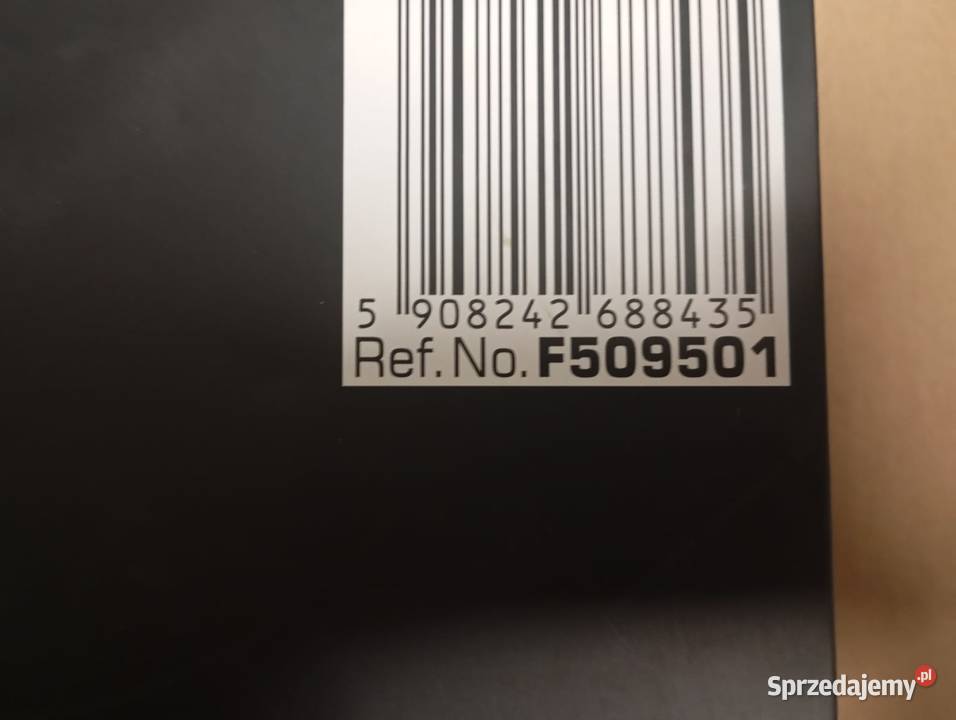 5 908242 688435
Ref. No. F509501
Sprzedajemy.pl